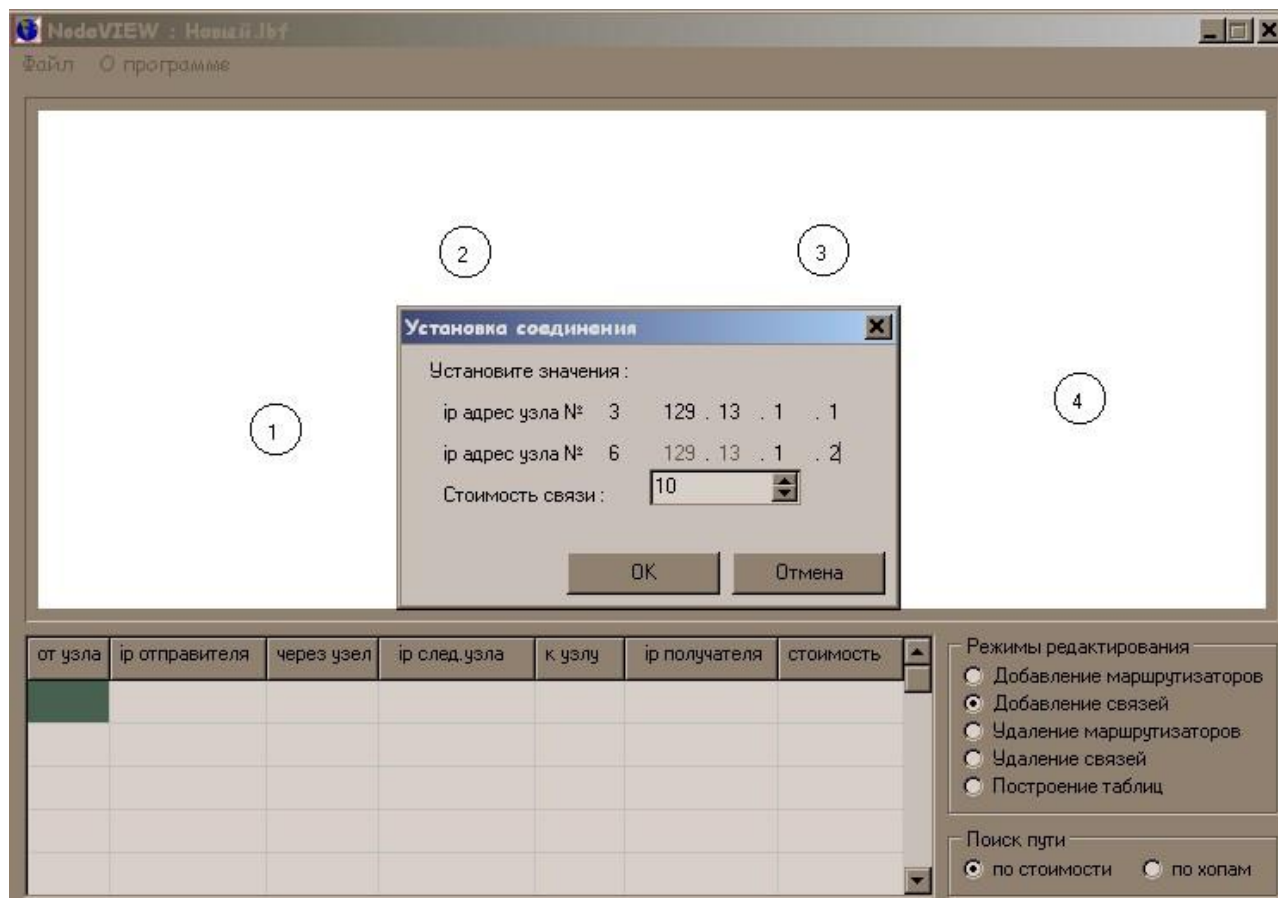 NodeVIEW : Новый.lbf
Файл О программе
2
3
1
4
Установка соединения
Установите значения :
ip адрес узла № 3 129 . 13 . 1 . 1
ip адрес узла № 6 129 . 13 . 1 . 2
Стоимость связи : 10
OK Отмена
от узла ip отправителя через узел ip след.узла к узлу ip получателя стоимость
Режимы редактирования
Добавление маршрутизаторов
Добавление связей
Удаление маршрутизаторов
Удаление связей
Построение таблиц
Поиск пути
по стоимости по хопам